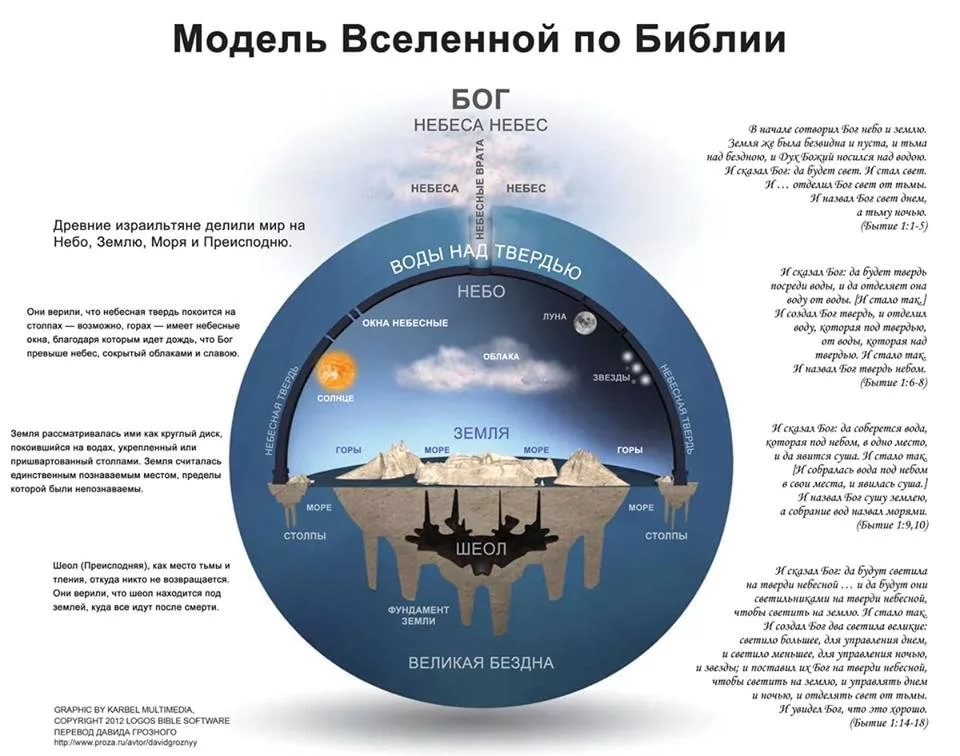 Модель Вселенной по Библии
БОГ
НЕБЕСА НЕБЕС
НЕБЕСНЫЕ ВРАТА
НЕБЕСА
НЕБЕС
ВОДЫ НАД ТВЕРДЬЮ
НЕБО
ОКНА НЕБЕСНЫЕ
ЛУНА
ОБЛАКА
ЗВЕЗДЫ
СОЛНЦЕ
НЕБЕСНАЯ ТВЕРДЬ
НЕБЕСНАЯ ТВЕРДЬ
ЗЕМЛЯ
ГОРЫ
МОРЕ
МОРЕ
ГОРЫ
МОРЕ
МОРЕ
СТОЛПЫ
СТОЛПЫ
ШЕОЛ
ФУНДАМЕНТ
ЗЕМЛИ
ВЕЛИКАЯ БЕЗДНА
Древние израильтяне делили мир на
Небо, Землю, Моря и Преисподню.
Они верили, что небесная твердь покоится на
столпах — возможно, горах — имеет небесные
окна, благодаря которым идет дождь, что Бог
превыше небес, сокрытый облаками и славою.
Земля рассматривалась ими как круглый диск,
покоившийся на водах, укрепленный или
пришвартованный столпами. Земля считалась
единственным познаваемым местом, пределы
которой были непознаваемы.
Шеол (Преисподняя), как место тьмы и
тления, откуда никто не возвращается.
Они верили, что шеол находится под
землей, куда все идут после смерти.
GRAPHIC BY KARBEL MULTIMEDIA,
COPYRIGHT 2012 LOGOS BIBLE SOFTWARE
ПЕРЕВОД ДАВИДА ГРОЗНОГО
http://www.proza.ru/avtor/davidgroznyy
В начале сотворил Бог небо и землю.
Земля же была безвидна и пуста, и тьма
над бездною, и Дух Божий носился над водою.
И сказал Бог: да будет свет. И стал свет.
И … отделил Бог свет от тьмы.
И назвал Бог свет днем,
а тьму ночью.
(Бытие 1:1-5)
И сказал Бог: да будет твердь
посреди воды, и да отделяет она
воду от воды. [И стало так.]
И создал Бог твердь, и отделил
воду, которая под твердью,
от воды, которая над
твердью. И стало так.
И назвал Бог твердь небом.
(Бытие 1:6-8)
И сказал Бог: да соберется вода,
которая под небом, в одно место,
и да явится суша. И стало так.
[И собралась вода под небом
в свои места, и явилась суша.]
И назвал Бог сушу землею,
а собрание вод назвал морями.
(Бытие 1:9,10)
И сказал Бог: да будут светила
на тверди небесной … и да будут они
светильниками на тверди небесной,
чтобы светить на землю. И стало так.
И создал Бог два светила великие:
светило большее, для управления днем,
и светило меньшее, для управления ночью,
и звезды; и поставил их Бог на тверди небесной,
чтобы светить на землю, и управлять днем
и ночью, и отделять свет от тьмы.
И увидел Бог, что это хорошо.
(Бытие 1:14-18)